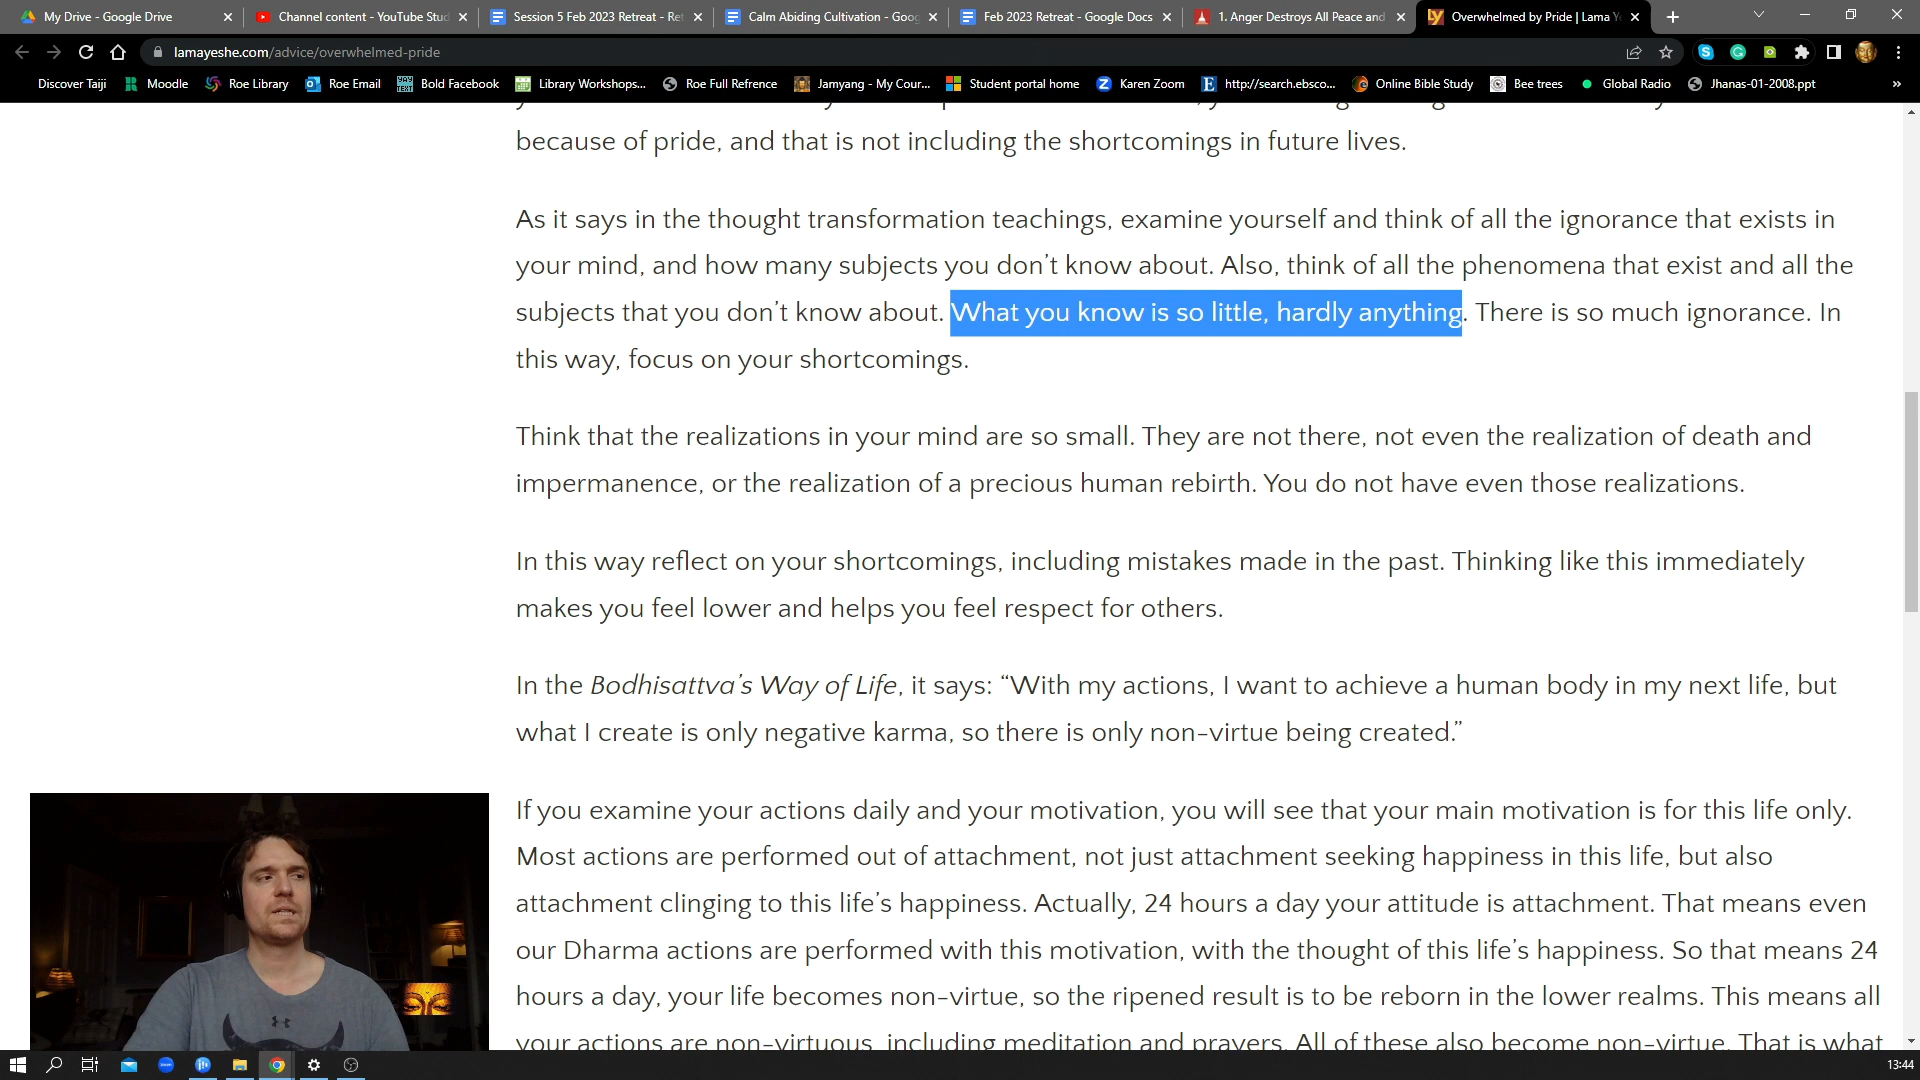 My Drive - Google Drive
Channel content - YouTube Stud
Session 5 Feb 2023 Retreat - Ret
Calm Abiding Cultivation - Goog
Feb 2023 Retreat - Google Docs
1. Anger Destroys All Peace and
Overwhelmed by Pride | Lama Y
lamayeshe.com/advice/overwhelmed-pride
Discover Taiji
Moodle
Roe Library
Roe Email
Bold Facebook
Library Workshops...
Roe Full Refrence
Jamyang - My Cour...
Student portal home
Karen Zoom
http://search.ebsco...
Online Bible Study
Bee trees
Global Radio
Jhanas-01-2008.ppt
because of pride, and that is not including the shortcomings in future lives.
As it says in the thought transformation teachings, examine yourself and think of all the ignorance that exists in
your mind, and how many subjects you don’t know about. Also, think of all the phenomena that exist and all the
subjects that you don’t know about. What you know is so little, hardly anything. There is so much ignorance. In
this way, focus on your shortcomings.
Think that the realizations in your mind are so small. They are not there, not even the realization of death and
impermanence, or the realization of a precious human rebirth. You do not have even those realizations.
In this way reflect on your shortcomings, including mistakes made in the past. Thinking like this immediately
makes you feel lower and helps you feel respect for others.
In the Bodhisattva’s Way of Life, it says: “With my actions, I want to achieve a human body in my next life, but
what I create is only negative karma, so there is only non-virtue being created.”
If you examine your actions daily and your motivation, you will see that your main motivation is for this life only.
Most actions are performed out of attachment, not just attachment seeking happiness in this life, but also
attachment clinging to this life’s happiness. Actually, 24 hours a day your attitude is attachment. That means even
our Dharma actions are performed with this motivation, with the thought of this life’s happiness. So that means 24
hours a day, your life becomes non-virtue, so the ripened result is to be reborn in the lower realms. This means all
your actions are non-virtuous, including meditation and prayers. All of these also become non-virtue. That is what
13:44